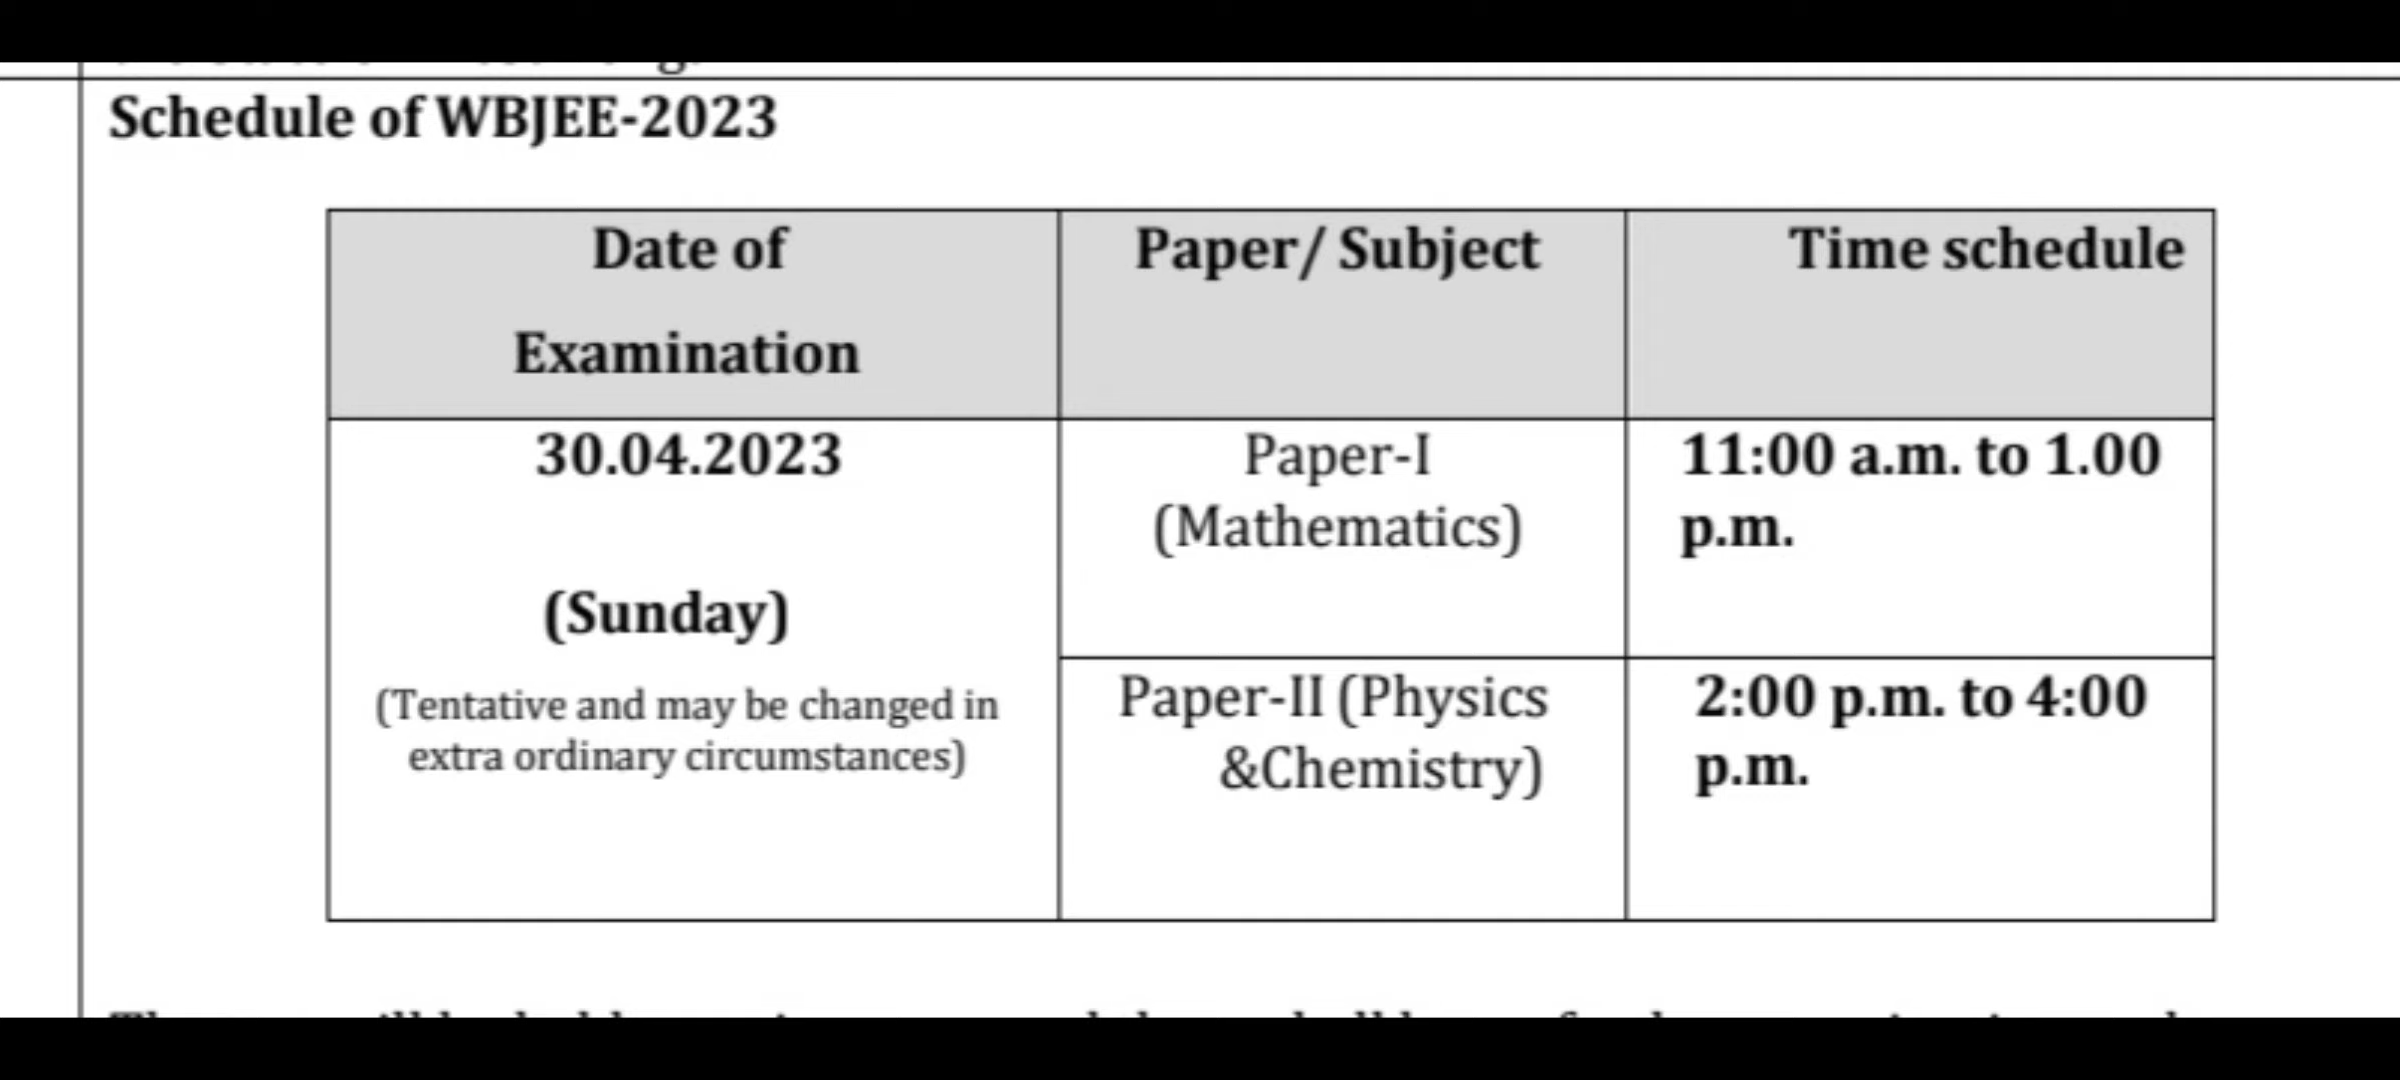 Schedule of WBJEE-2023
Date of
Examination
Paper/ Subject
Time schedule
30.04.2023
(Sunday)
(Tentative and may be changed in
extra ordinary circumstances)
Paper-I
(Mathematics)
11:00 a.m. to 1.00
p.m.
Paper-II (Physics
&Chemistry)
2:00 p.m. to 4:00
p.m.